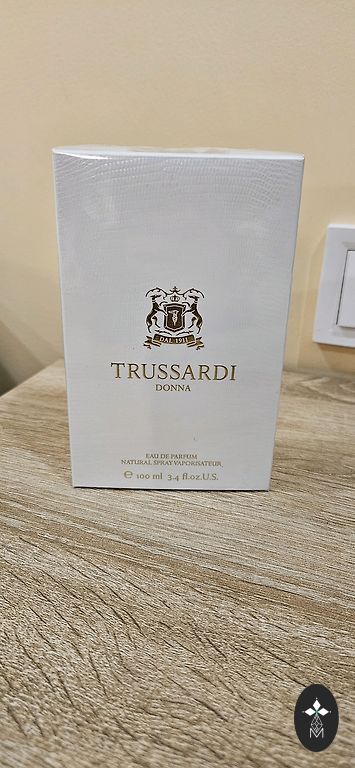 DAL 1911
TRUSSARDI
DONNA
EAU DE PARFUM
NATURAL SPRAY VAPORISATEUR
℮ 100 ml 3.4 fl.oz.U.S.
M